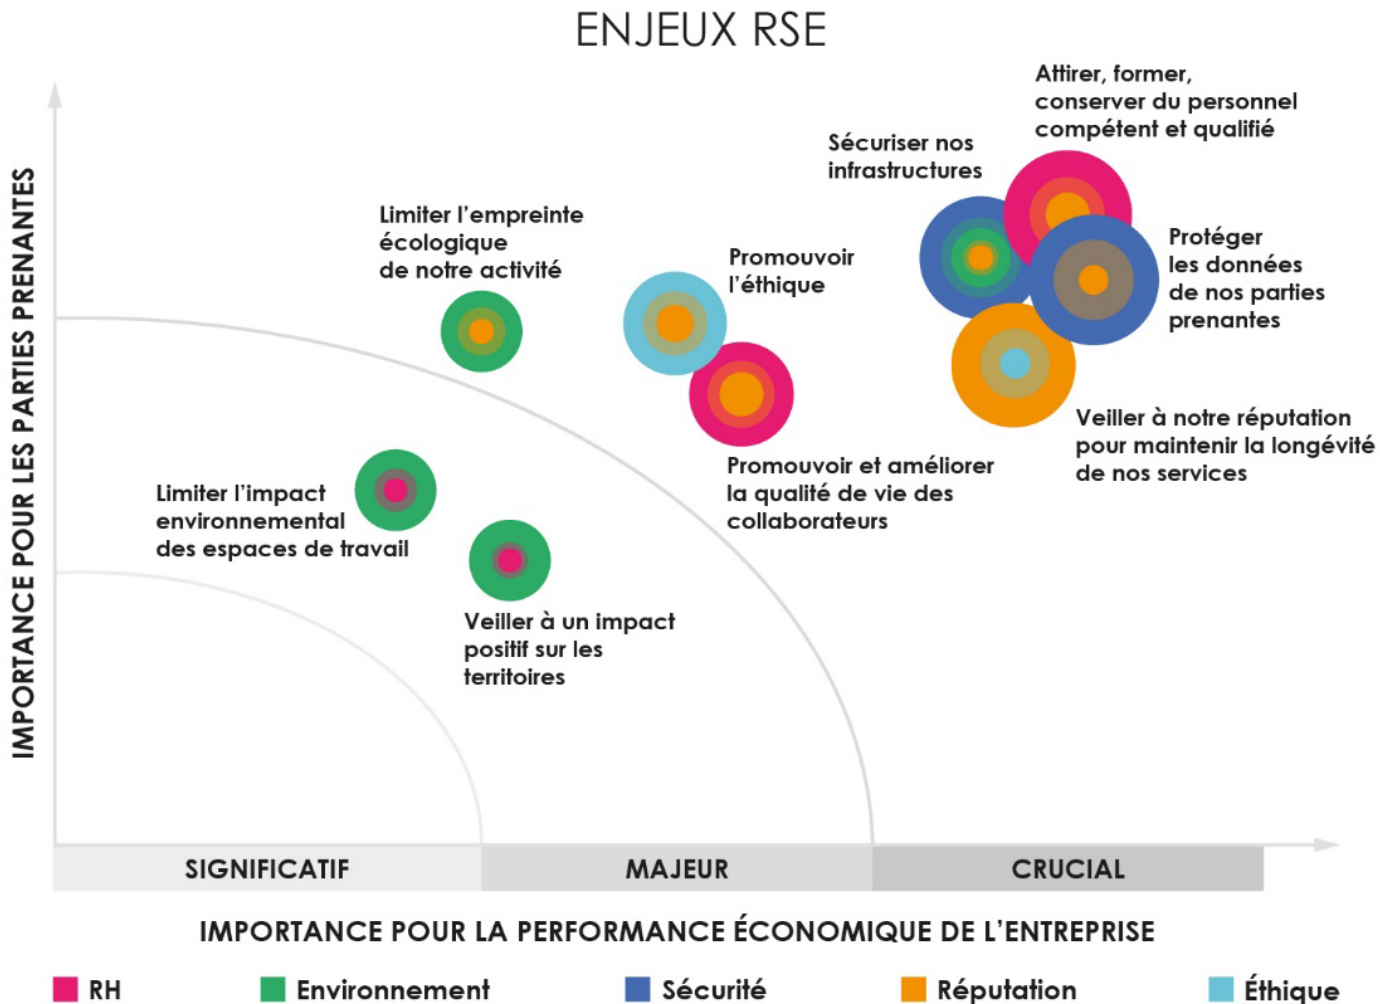 ENJEUX RSE
Attirer, former,
conserver du personnel
compétent et qualifié
Sécuriser nos
infrastructures
Limiter l’empreinte
écologique
de notre activité
Promouvoir
l’éthique
Protéger
les données
de nos parties
prenantes
IMPORTANCE POUR LES PARTIES PRENANTES
Veiller à notre réputation
pour maintenir la longévité
de nos services
Promouvoir et améliorer
la qualité de vie des
collaborateurs
Limiter l’impact
environnemental
des espaces de travail
Veiller à un impact
positif sur les
territoires
SIGNIFICATIF
MAJEUR
CRUCIAL
IMPORTANCE POUR LA PERFORMANCE ÉCONOMIQUE DE L’ENTREPRISE
RH
Environnement
Sécurité
Réputation
Éthique